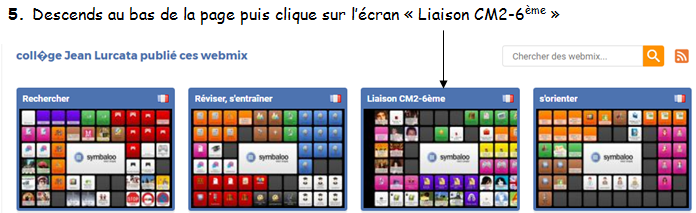 5. Descends au bas de la page puis clique sur l'écran « Liaison CM2-6ème »
coll�ge Jean Lurcata publié ces webmix
Chercher des webmix...
Rechercher
Réviser, s'entraîner
Liaison CM2-6ème
s'orienter
symbaloo
symbaloo
symbaloo
symbaloo